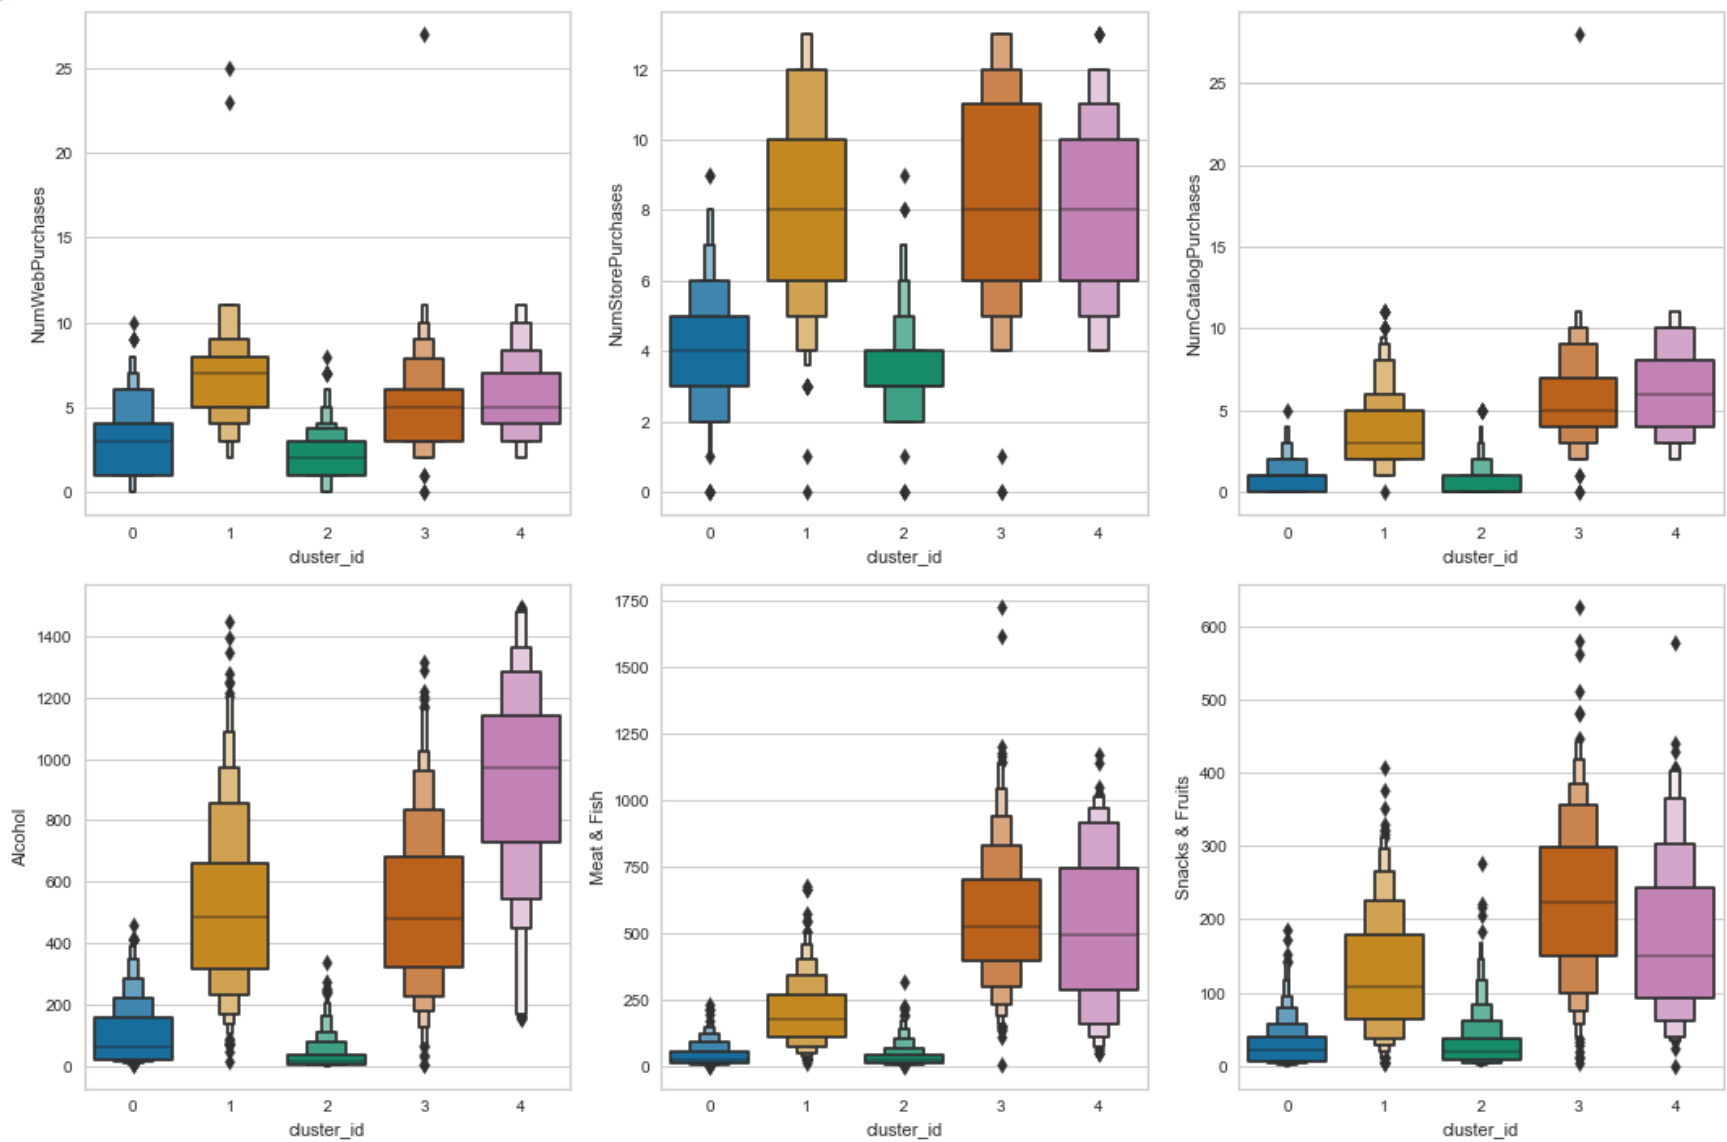 NumWebPurchases
25
20
15
10
5
0
0 1 2 3 4
cluster_id
NumStorePurchases
12
10
8
6
4
2
0
0 1 2 3 4
cluster_id
NumCatalogPurchases
25
20
15
10
5
0
0 1 2 3 4
cluster_id
Alcohol
1400
1200
1000
800
600
400
200
0
0 1 2 3 4
cluster_id
Meat & Fish
1750
1500
1250
1000
750
500
250
0
0 1 2 3 4
cluster_id
Snacks & Fruits
600
500
400
300
200
100
0
0 1 2 3 4
cluster_id